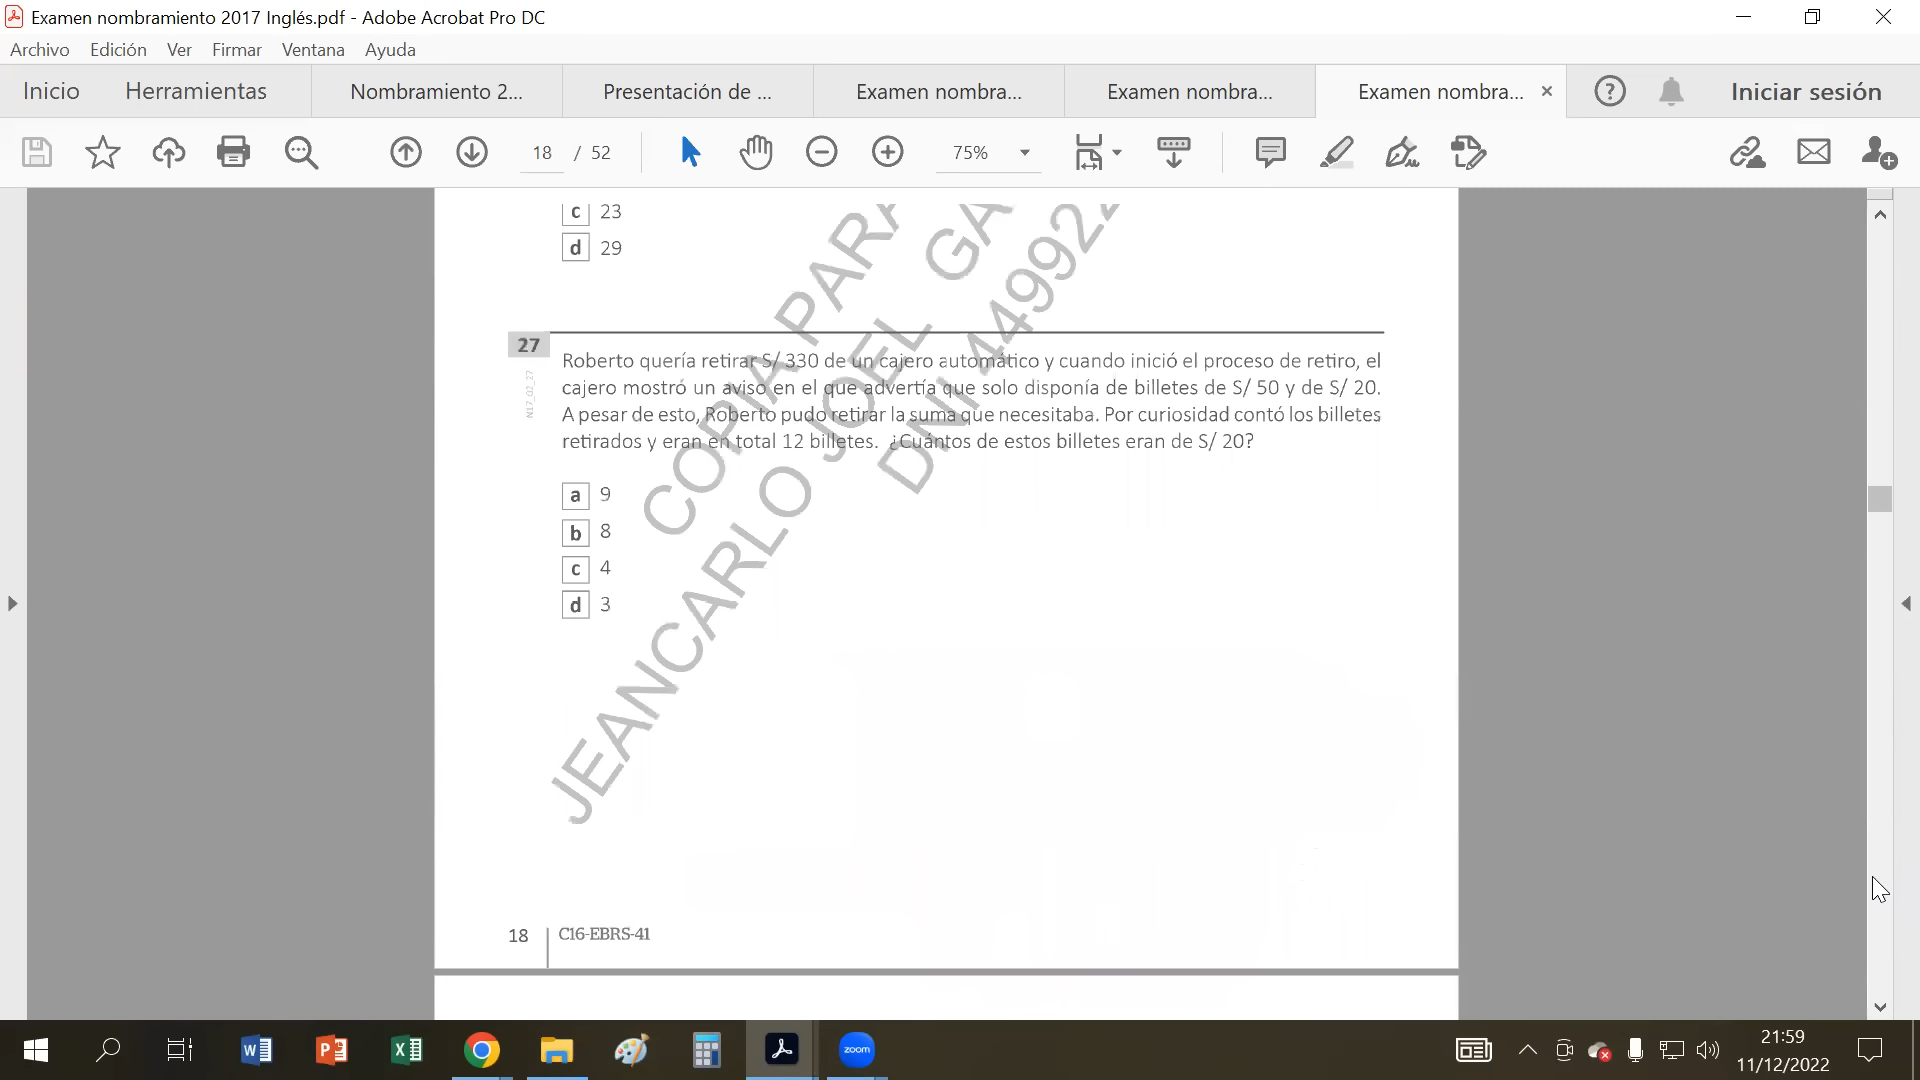 Examen nombramiento 2017 Inglés.pdf - Adobe Acrobat Pro DC
Archivo Edición Ver Firmar Ventana Ayuda
Inicio Herramientas Nombramiento 2... Presentación de ... Examen nombra... Examen nombra... Examen nombra... × ? Iniciar sesión
18 / 52 75%
c 23
d 29
27
N17_02_27
Roberto quería retirar S/ 330 de un cajero automático y cuando inició el proceso de retiro, el
cajero mostró un aviso en el que advertía que solo disponía de billetes de S/ 50 y de S/ 20.
A pesar de esto, Roberto pudo retirar la suma que necesitaba. Por curiosidad contó los billetes
retirados y eran en total 12 billetes. ¿Cuántos de estos billetes eran de S/ 20?
a 9
b 8
c 4
d 3
COPIA PARA
JEANCARLO JOEL GA
DNI 44992
18 C16-EBRS-41
zoom
21:59
11/12/2022